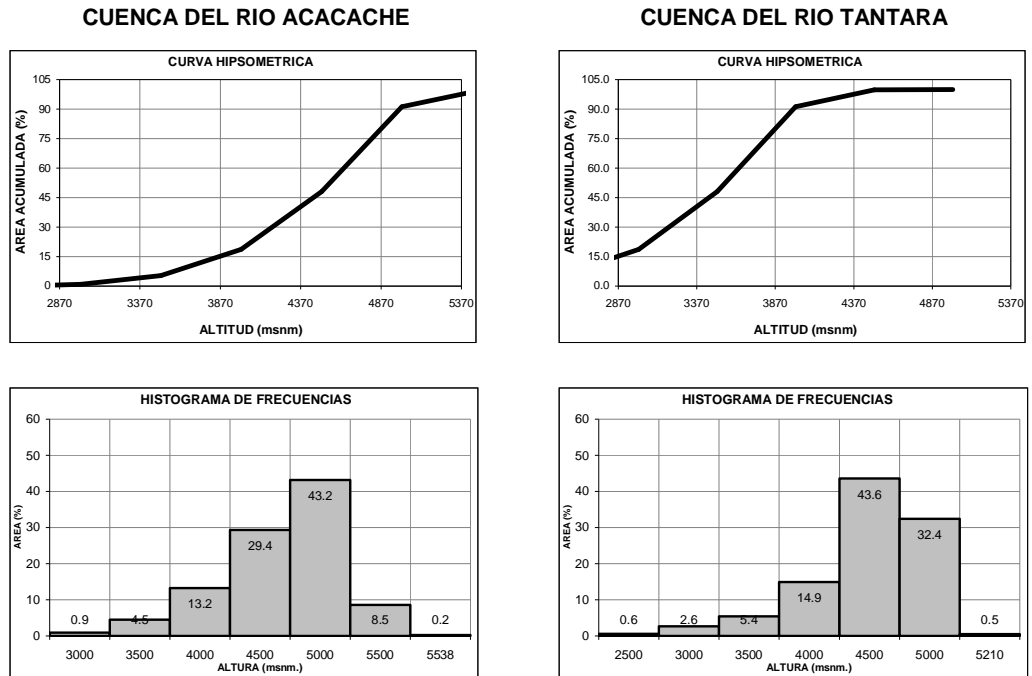 CUENCA DEL RIO ACACACHE
CUENCA DEL RIO TANTARA
CURVA HIPSOMETRICA
105
90
75
60
45
30
15
0
AREA ACUMULADA (%)
2870 3370 3870 4370 4870 5370
ALTITUD (msnm)
CURVA HIPSOMETRICA
105.0
90.0
75.0
60.0
45.0
30.0
15.0
0.0
AREA ACUMULADA (%)
2870 3370 3870 4370 4870 5370
ALTITUD (msnm)
HISTOGRAMA DE FRECUENCIAS
60
50
40
30
20
10
0
AREA (%)
0.9 4.5 13.2 29.4 43.2 8.5 0.2
3000 3500 4000 4500 5000 5500 5538
ALTURA (msnm.)
HISTOGRAMA DE FRECUENCIAS
60
50
40
30
20
10
0
AREA (%)
0.6 2.6 5.4 14.9 43.6 32.4 0.5
2500 3000 3500 4000 4500 5000 5210
ALTURA (msnm.)